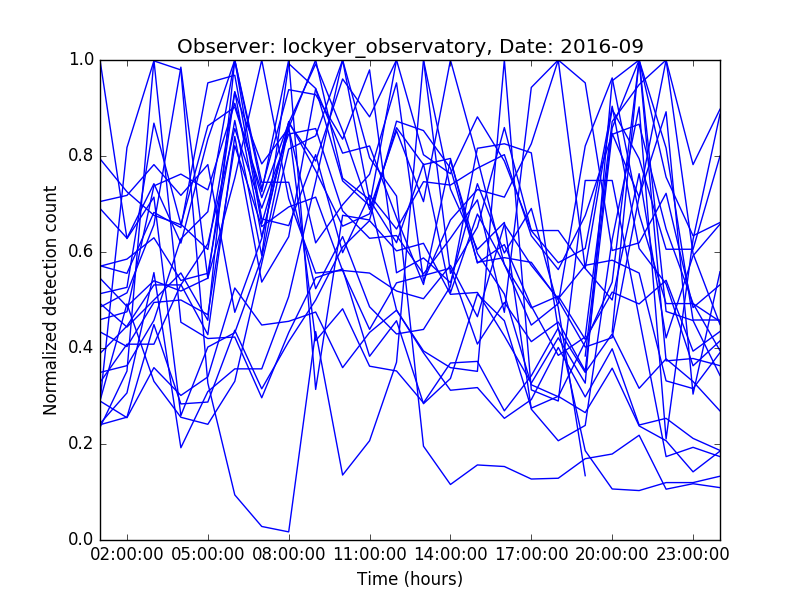 Observer: lockyer_observatory, Date: 2016-09
Normalized detection count
1.0
0.8
0.6
0.4
0.2
0.0
02:00:00 05:00:00 08:00:00 11:00:00 14:00:00 17:00:00 20:00:00 23:00:00
Time (hours)